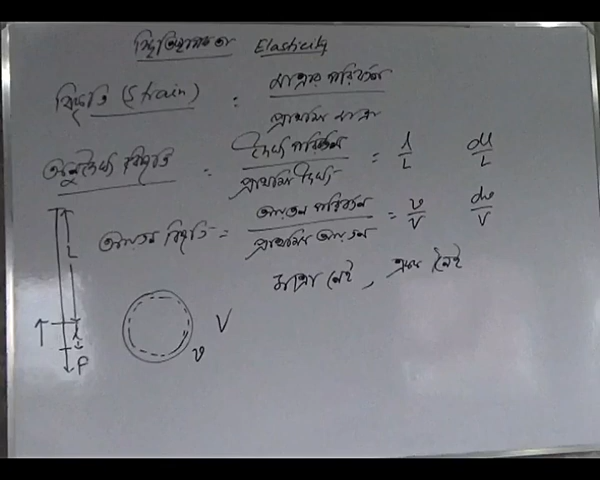 স্থিতিস্থাপকতা Elasticity
বিকৃতি (Strain) = মাত্রার পরিবর্তন / প্রাথমিক মাত্রা
অনুদৈর্ঘ্য বিকৃতি = দৈর্ঘ্য পরিবর্তন / প্রাথমিক দৈর্ঘ্য = l/L dl/L
আয়তন বিকৃতি = আয়তন পরিবর্তন / প্রাথমিক আয়তন = v/V dv/V
মাত্রা নেই, একক নেই
L
l
P
V
v